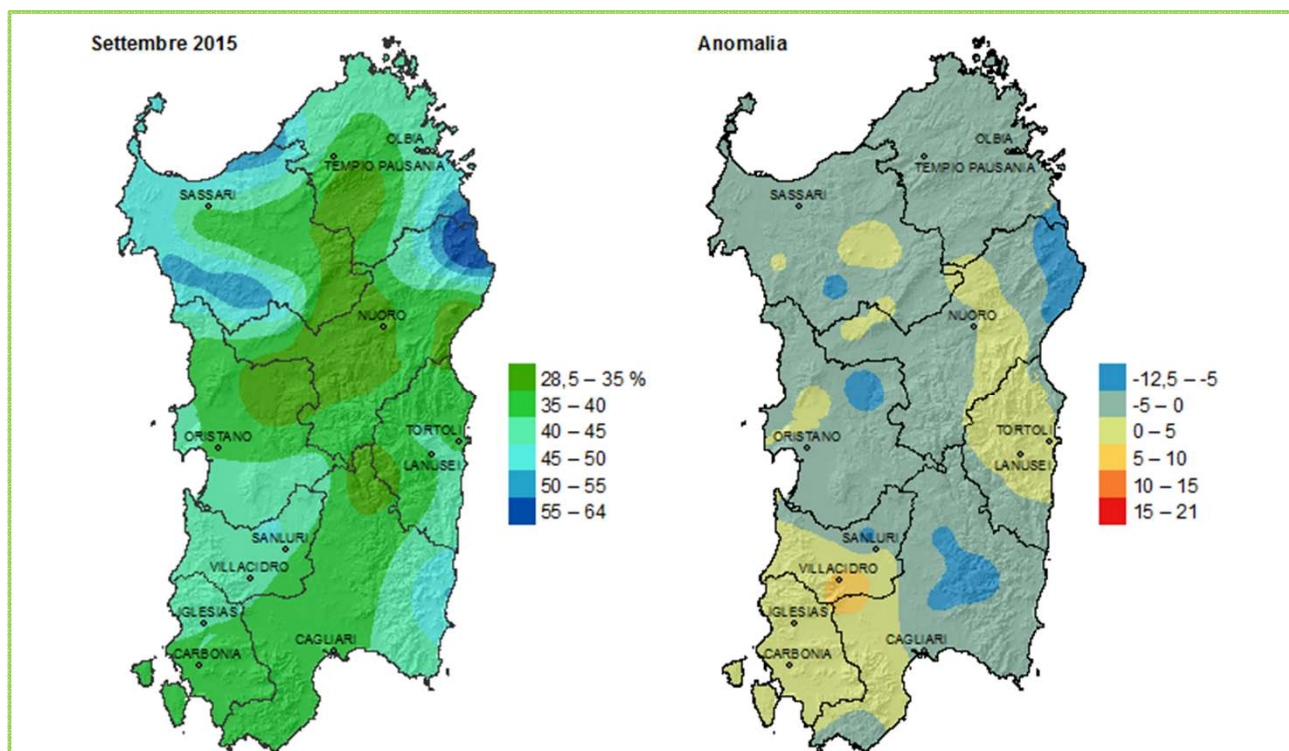 Settembre 2015
OLBIA
TEMPIO PAUSANIA
SASSARI
NUORO
ORISTANO
TORTOLI
LANUSEI
SANLURI
VILLACIDRO
IGLESIAS
CAGLIARI
CARBONIA
28,5 – 35 %
35 – 40
40 – 45
45 – 50
50 – 55
55 – 64
Anomalia
OLBIA
TEMPIO PAUSANIA
SASSARI
NUORO
ORISTANO
TORTOLI
LANUSEI
SANLURI
VILLACIDRO
IGLESIAS
CAGLIARI
CARBONIA
-12,5 – -5
-5 – 0
0 – 5
5 – 10
10 – 15
15 – 21